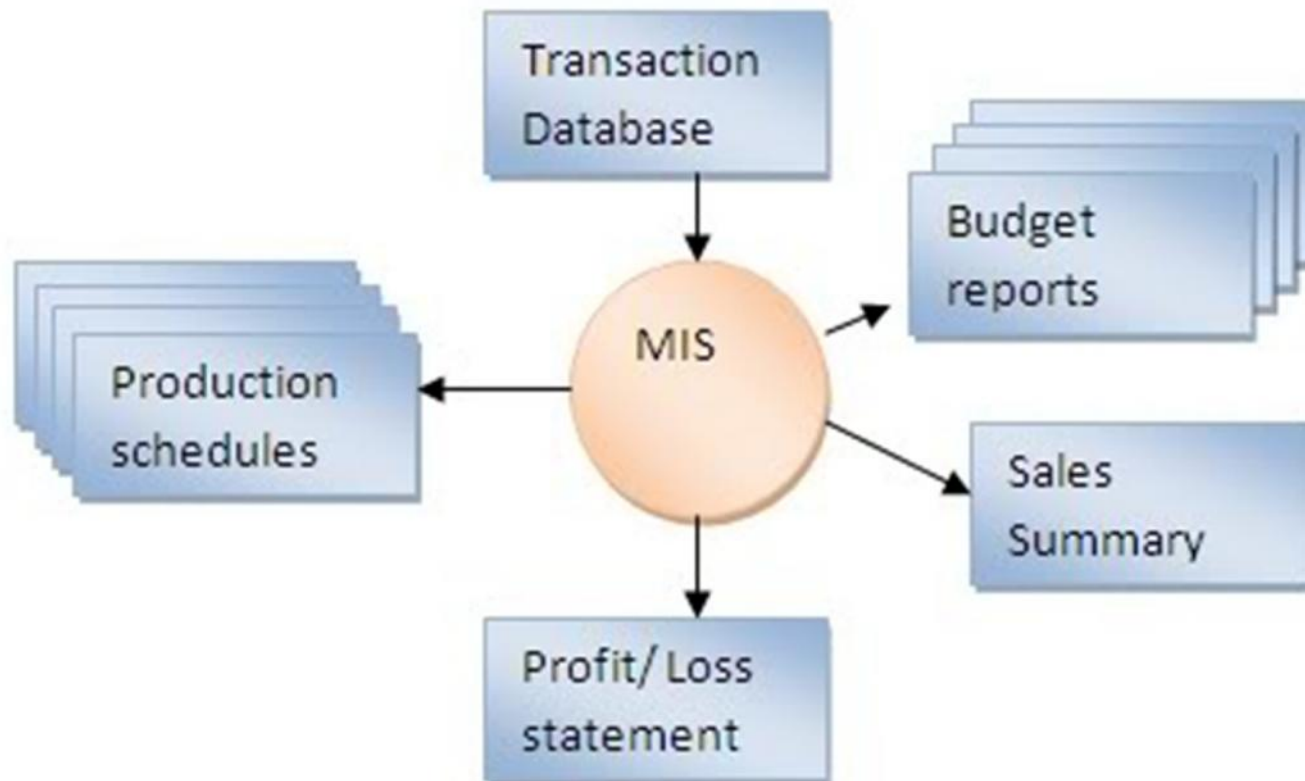 Transaction
Database
Budget
reports
MIS
Production
schedules
Sales
Summary
Profit/ Loss
statement